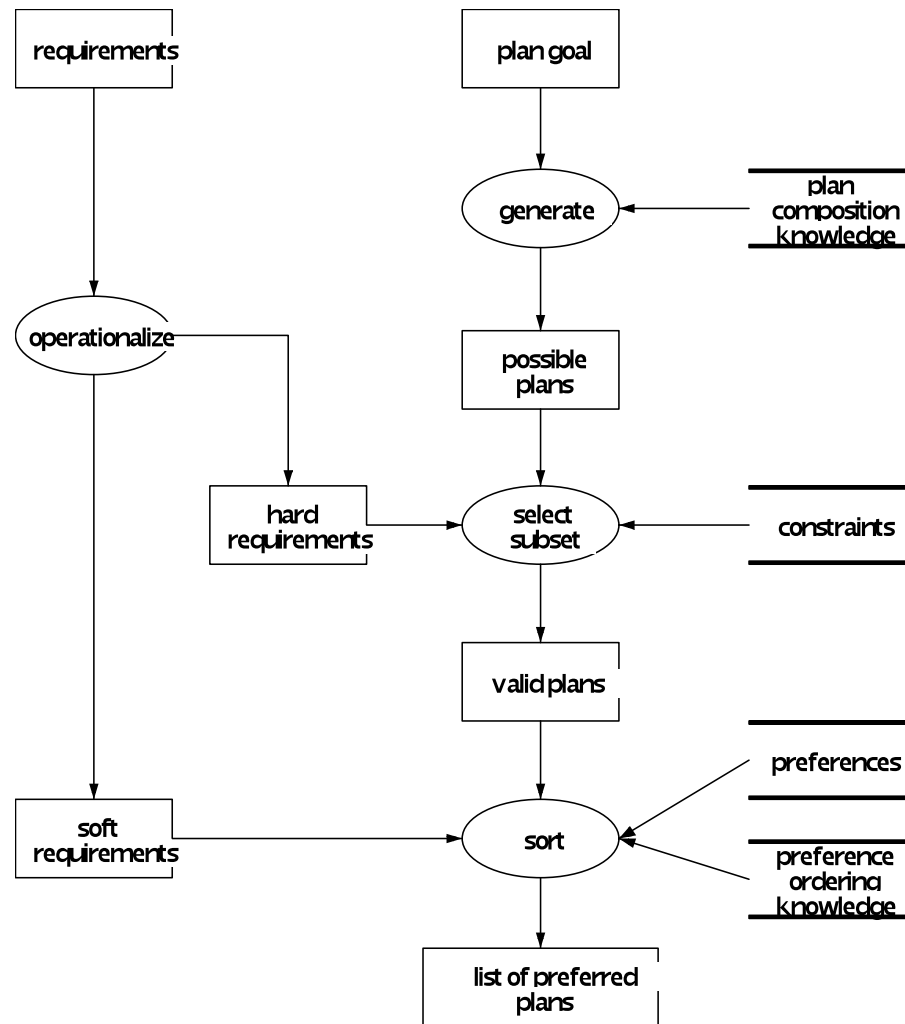 requirements
plan goal
generate
plan
composition
knowledge
operationalize
possible
plans
hard
requirements
select
subset
constraints
valid plans
preferences
soft
requirements
sort
preference
ordering
knowledge
list of preferred
plans